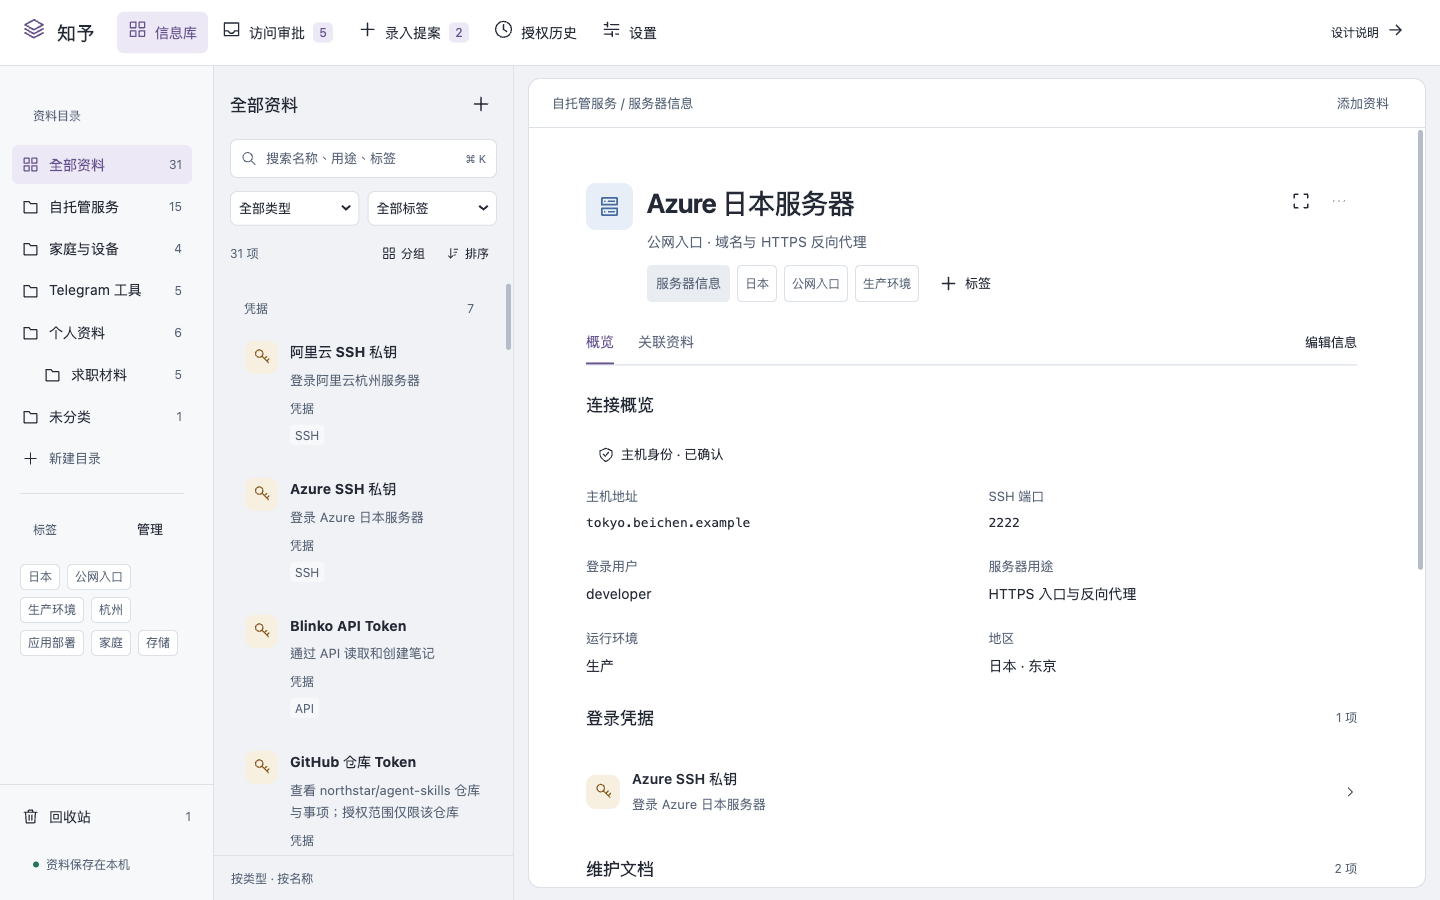 知予
信息库
访问审批 5
录入提案 2
授权历史
设置
设计说明
资料目录
全部资料 31
自托管服务 15
家庭与设备 4
Telegram 工具 5
个人资料 6
求职材料 5
未分类 1
新建目录
标签 管理
日本 公网入口
生产环境 杭州
应用部署 家庭 存储
回收站 1
资料保存在本机
全部资料
搜索名称、用途、标签 ⌘ K
全部类型 全部标签
31 项 分组 排序
凭据 7
阿里云 SSH 私钥
登录阿里云杭州服务器
凭据
SSH
Azure SSH 私钥
登录 Azure 日本服务器
凭据
SSH
Blinko API Token
通过 API 读取和创建笔记
凭据
API
GitHub 仓库 Token
查看 northstar/agent-skills 仓库
与事项；授权范围仅限该仓库
凭据
按类型 · 按名称
自托管服务 / 服务器信息 添加资料
Azure 日本服务器
公网入口 · 域名与 HTTPS 反向代理
服务器信息 日本 公网入口 生产环境 标签
概览 关联资料 编辑信息
连接概览
主机身份 · 已确认
主机地址 SSH 端口
tokyo.beichen.example 2222
登录用户 服务器用途
developer HTTPS 入口与反向代理
运行环境 地区
生产 日本 · 东京
登录凭据 1 项
Azure SSH 私钥
登录 Azure 日本服务器
维护文档 2 项